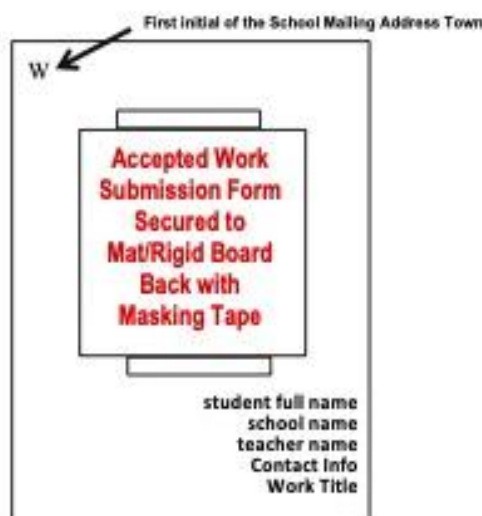 First initial of the School Mailing Address Town
W
Accepted Work
Submission Form
Secured to
Mat/Rigid Board
Back with
Masking Tape
student full name
school name
teacher name
Contact Info
Work Title